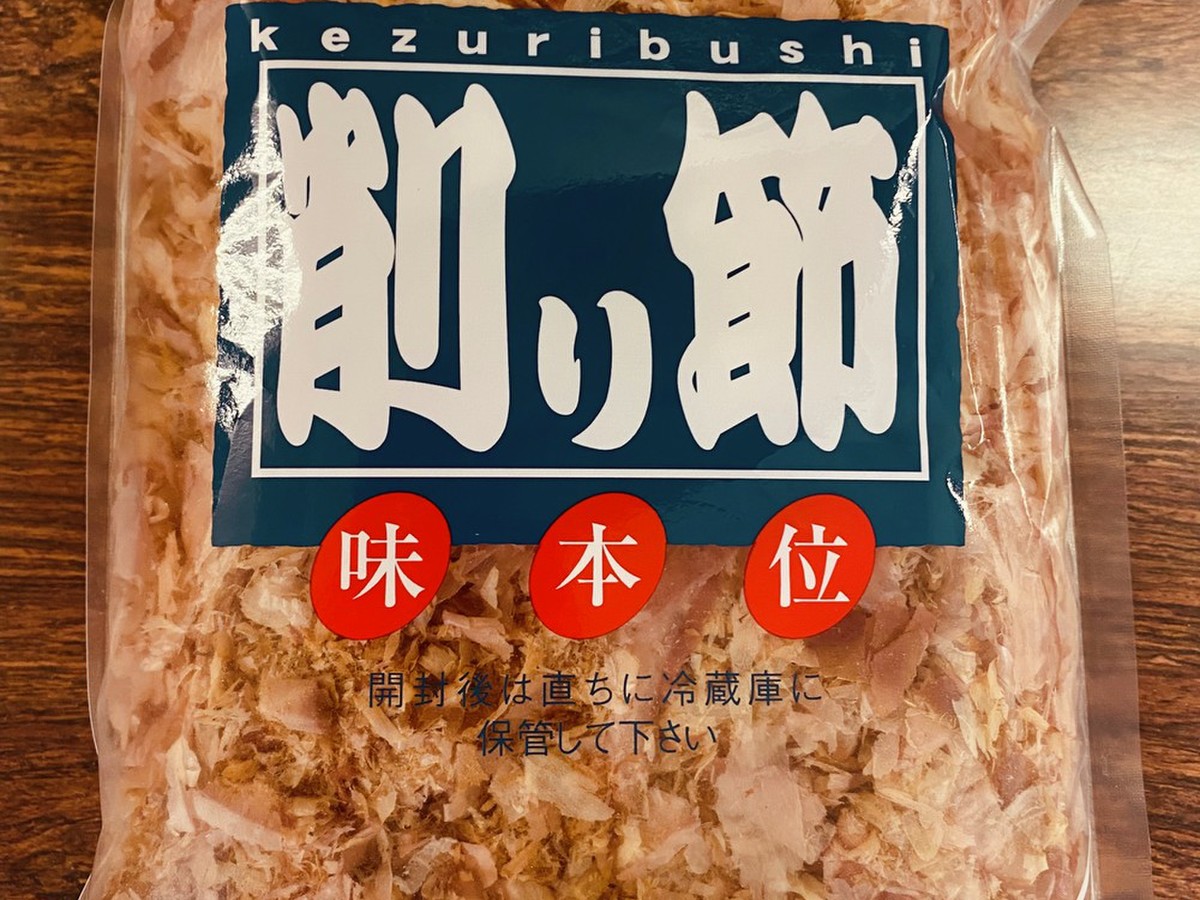 kezuribushi
削り節
味本位
開封後は直ちに冷蔵庫に
保管して下さい